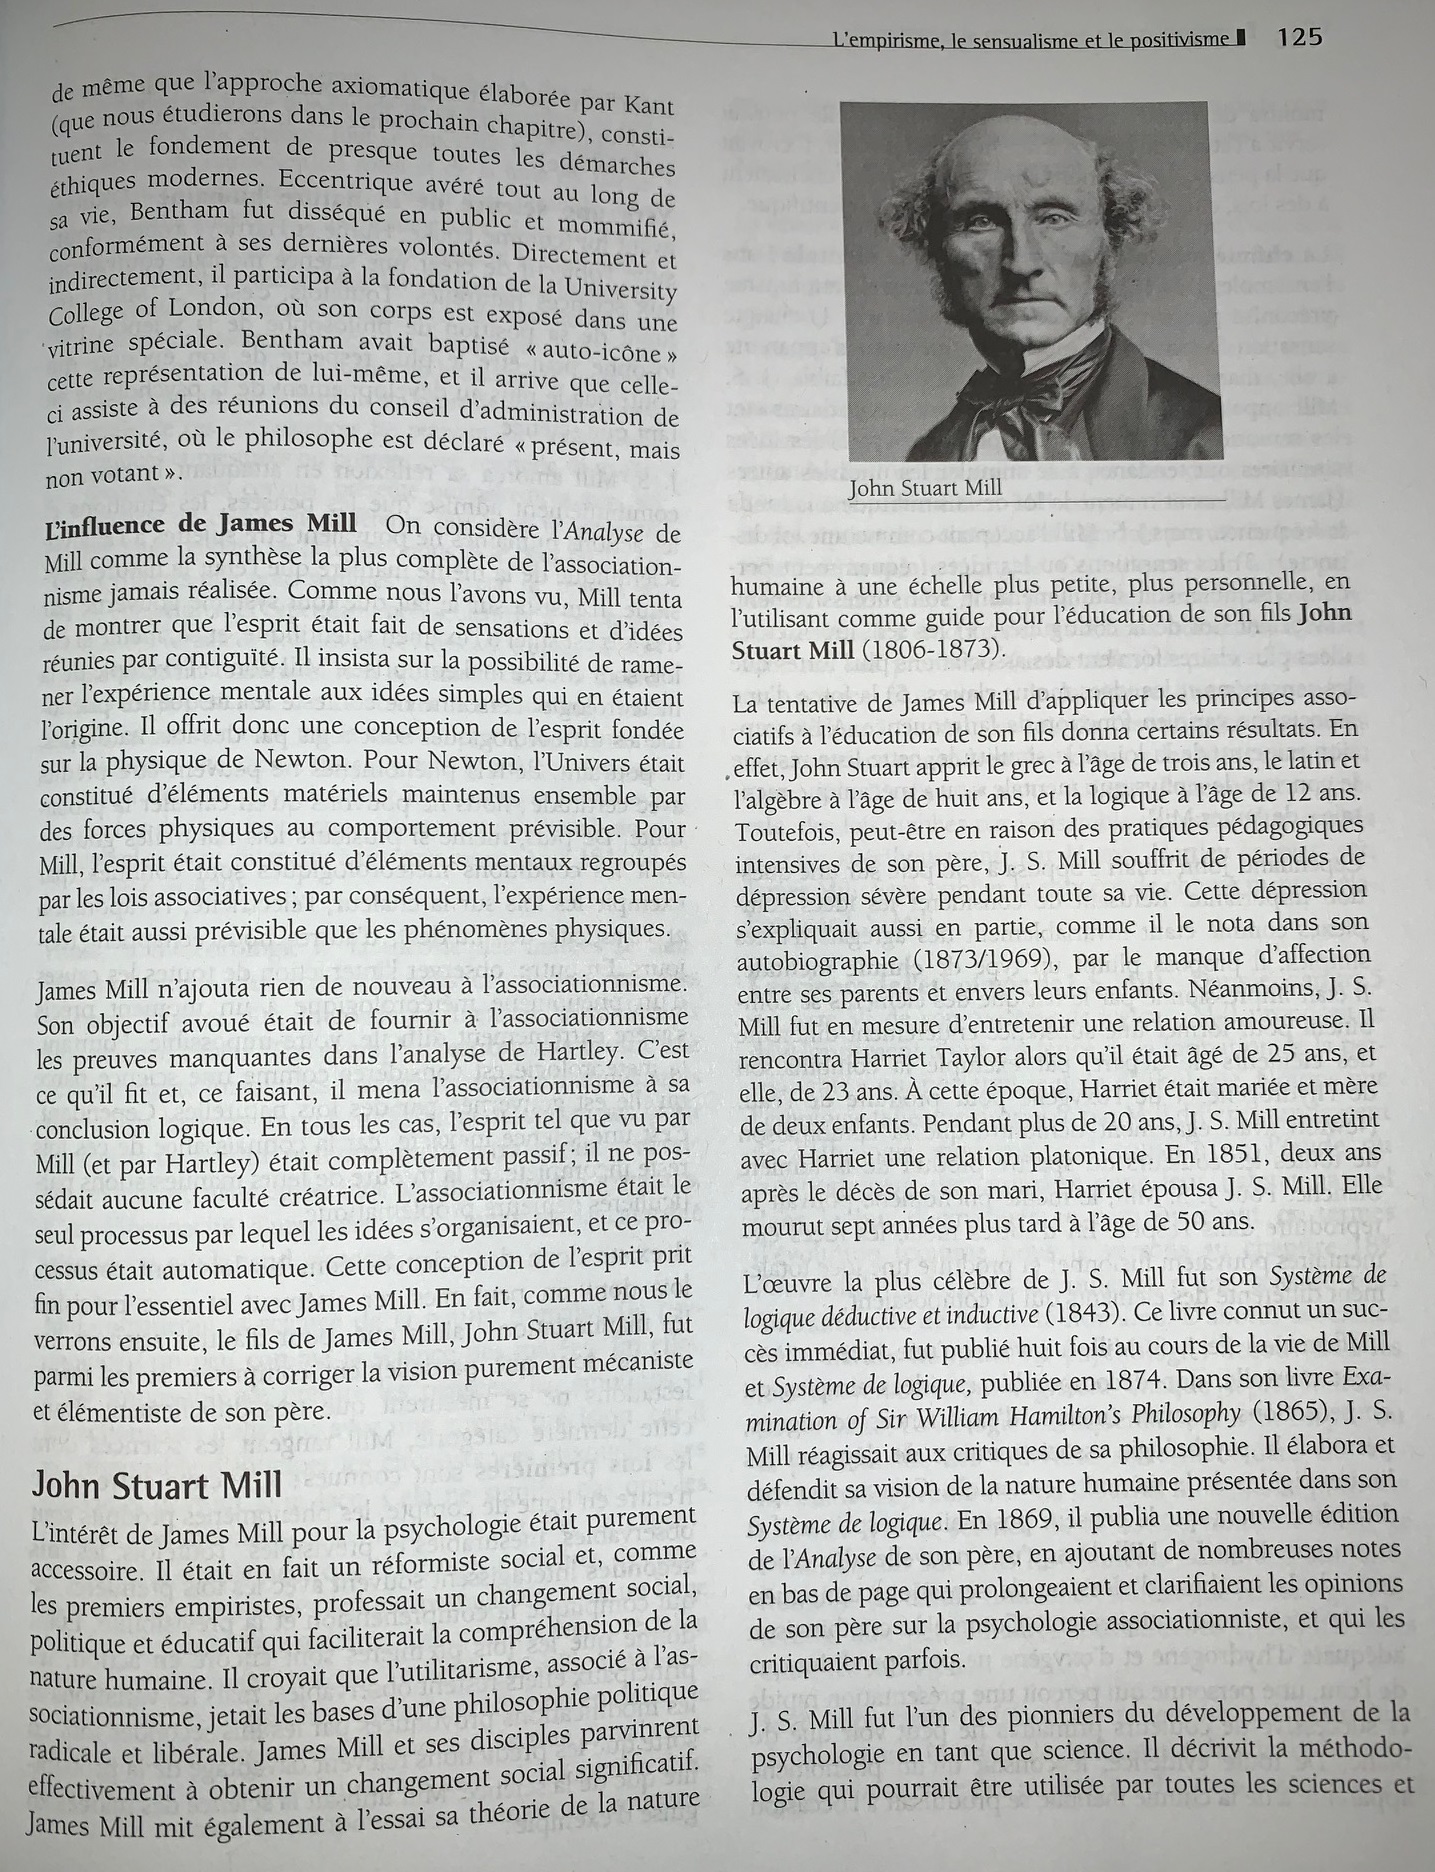 L'empirisme, le sensualisme et le positivisme 125
de même que l'approche axiomatique élaborée par Kant
(que nous étudierons dans le prochain chapitre), consti-
tuent le fondement de presque toutes les démarches
éthiques modernes. Eccentrique avéré tout au long de
sa vie, Bentham fut disséqué en public et mommifié,
conformément à ses dernières volontés. Directement et
indirectement, il participa à la fondation de la University
College of London, où son corps est exposé dans une
vitrine spéciale. Bentham avait baptisé « auto-icône »
cette représentation de lui-même, et il arrive que celle-
ci assiste à des réunions du conseil d'administration de
l'université, où le philosophe est déclaré « présent, mais
non votant ».
L'influence de James Mill On considère l'Analyse de
Mill comme la synthèse la plus complète de l'association-
nisme jamais réalisée. Comme nous l'avons vu, Mill tenta
de montrer que l'esprit était fait de sensations et d'idées
réunies par contiguïté. Il insista sur la possibilité de rame-
ner l'expérience mentale aux idées simples qui en étaient
l'origine. Il offrit donc une conception de l'esprit fondée
sur la physique de Newton. Pour Newton, l'Univers était
constitué d'éléments matériels maintenus ensemble par
des forces physiques au comportement prévisible. Pour
Mill, l'esprit était constitué d'éléments mentaux regroupés
par les lois associatives ; par conséquent, l'expérience men-
tale était aussi prévisible que les phénomènes physiques.
James Mill n'ajouta rien de nouveau à l'associationnisme.
Son objectif avoué était de fournir à l'associationnisme
les preuves manquantes dans l'analyse de Hartley. C'est
ce qu'il fit et, ce faisant, il mena l'associationnisme à sa
conclusion logique. En tous les cas, l'esprit tel que vu par
Mill (et par Hartley) était complètement passif ; il ne pos-
sédait aucune faculté créatrice. L'associationnisme était le
seul processus par lequel les idées s'organisaient, et ce pro-
cessus était automatique. Cette conception de l'esprit prit
fin pour l'essentiel avec James Mill. En fait, comme nous le
verrons ensuite, le fils de James Mill, John Stuart Mill, fut
parmi les premiers à corriger la vision purement mécaniste
et élémentiste de son père.
John Stuart Mill
L'intérêt de James Mill pour la psychologie était purement
accessoire. Il était en fait un réformiste social et, comme
les premiers empiristes, professait un changement social,
politique et éducatif qui faciliterait la compréhension de la
nature humaine. Il croyait que l'utilitarisme, associé à l'as-
sociationnisme, jetait les bases d'une philosophie politique
radicale et libérale. James Mill et ses disciples parvinrent
effectivement à obtenir un changement social significatif.
James Mill mit également à l'essai sa théorie de la nature
John Stuart Mill
humaine à une échelle plus petite, plus personnelle, en
l'utilisant comme guide pour l'éducation de son fils John
Stuart Mill (1806-1873).
La tentative de James Mill d'appliquer les principes asso-
ciatifs à l'éducation de son fils donna certains résultats. En
effet, John Stuart apprit le grec à l'âge de trois ans, le latin et
l'algèbre à l'âge de huit ans, et la logique à l'âge de 12 ans.
Toutefois, peut-être en raison des pratiques pédagogiques
intensives de son père, J. S. Mill souffrit de périodes de
dépression sévère pendant toute sa vie. Cette dépression
s'expliquait aussi en partie, comme il le nota dans son
autobiographie (1873/1969), par le manque d'affection
entre ses parents et envers leurs enfants. Néanmoins, J. S.
Mill fut en mesure d'entretenir une relation amoureuse. Il
rencontra Harriet Taylor alors qu'il était âgé de 25 ans, et
elle, de 23 ans. À cette époque, Harriet était mariée et mère
de deux enfants. Pendant plus de 20 ans, J. S. Mill entretint
avec Harriet une relation platonique. En 1851, deux ans
après le décès de son mari, Harriet épousa J. S. Mill. Elle
mourut sept années plus tard à l'âge de 50 ans.
L'œuvre la plus célèbre de J. S. Mill fut son Système de
logique déductive et inductive (1843). Ce livre connut un suc-
cès immédiat, fut publié huit fois au cours de la vie de Mill
et Système de logique, publiée en 1874. Dans son livre Exa-
mination of Sir William Hamilton's Philosophy (1865), J. S.
Mill réagissait aux critiques de sa philosophie. Il élabora et
défendit sa vision de la nature humaine présentée dans son
Système de logique. En 1869, il publia une nouvelle édition
de l'Analyse de son père, en ajoutant de nombreuses notes
en bas de page qui prolongeaient et clarifiaient les opinions
de son père sur la psychologie associationniste, et qui les
critiquaient parfois.
J. S. Mill fut l'un des pionniers du développement de la
psychologie en tant que science. Il décrivit la méthodo-
logie qui pourrait être utilisée par toutes les sciences et